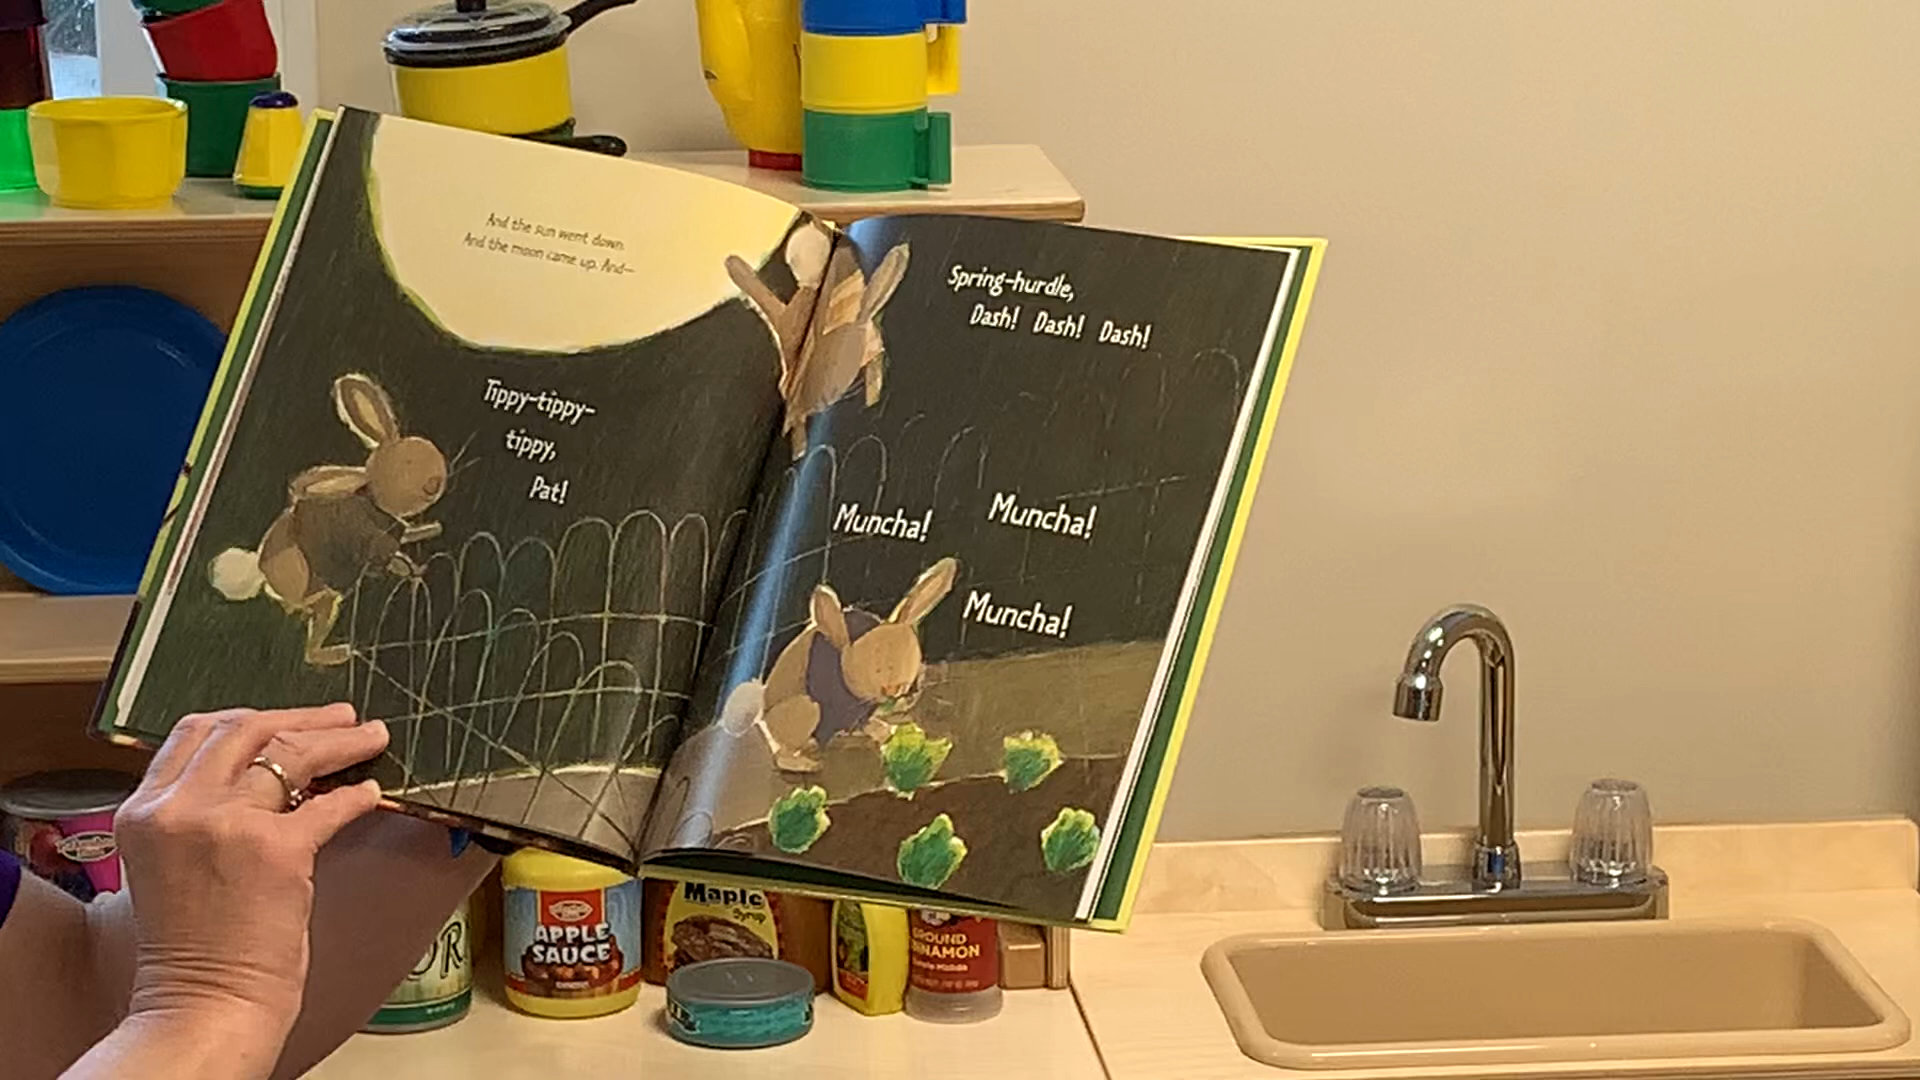 And the sun went down.
And the moon came up. And—
Tippy-tippy-
tippy,
Pat!
Spring-hurdle,
Dash! Dash! Dash!
Muncha!
Muncha!
Muncha!
APPLE
SAUCE
Maple
Syrup
GROUND
CINNAMON